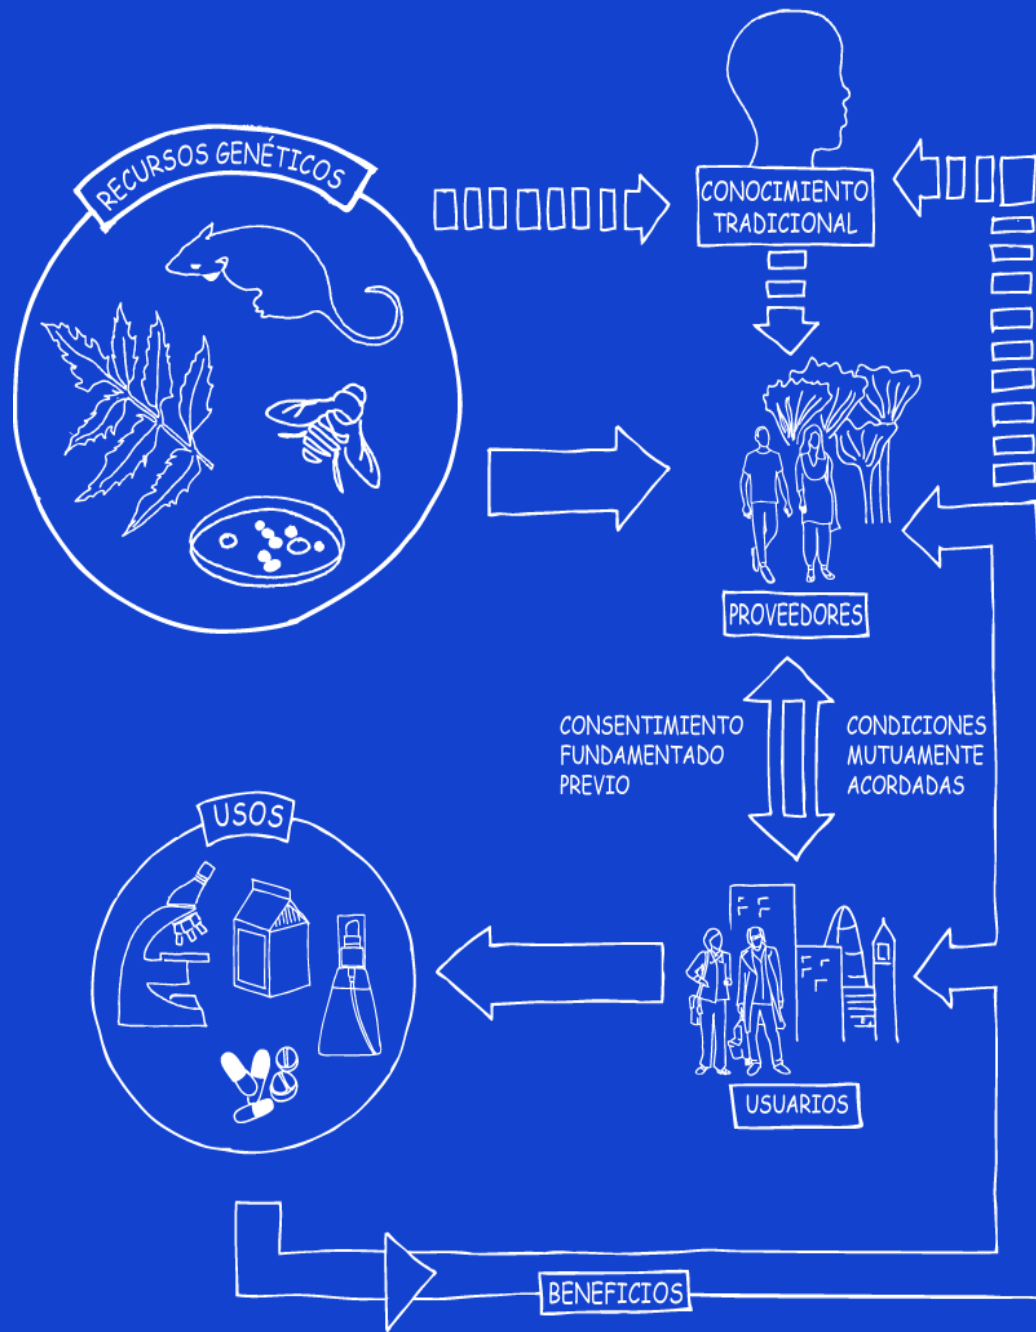 RECURSOS GENÉTICOS
CONOCIMIENTO
TRADICIONAL
PROVEEDORES
CONSENTIMIENTO
FUNDAMENTADO
PREVIO
CONDICIONES
MUTUAMENTE
ACORDADAS
USOS
USUARIOS
BENEFICIOS